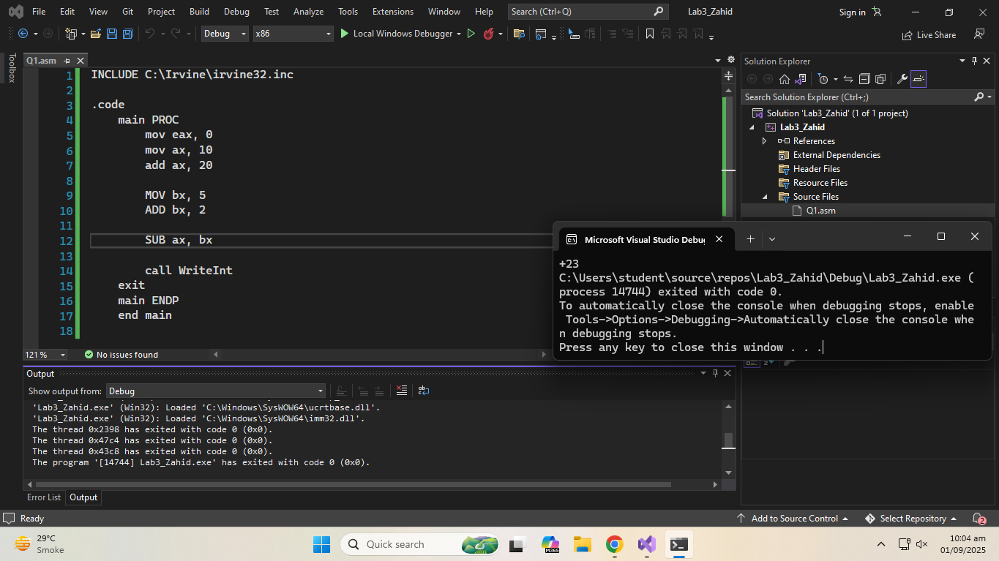 File Edit View Git Project Build Debug Test Analyze Tools Extensions Window Help Search (Ctrl+Q) Lab3_Zahid Sign in
Debug x86 Local Windows Debugger Live Share
Toolbox
Q1.asm
1 INCLUDE C:\Irvine\irvine32.inc
2
3 .code
4 main PROC
5 mov eax, 0
6 mov ax, 10
7 add ax, 20
8
9 MOV bx, 5
10 ADD bx, 2
11
12 SUB ax, bx
13
14 call WriteInt
15 exit
16 main ENDP
17 end main
18
121 % No issues found
Solution Explorer
Search Solution Explorer (Ctrl+;)
Solution 'Lab3_Zahid' (1 of 1 project)
Lab3_Zahid
References
External Dependencies
Header Files
Resource Files
Source Files
Q1.asm
Microsoft Visual Studio Debu
+23
C:\Users\student\source\repos\Lab3_Zahid\Debug\Lab3_Zahid.exe (
process 14744) exited with code 0.
To automatically close the console when debugging stops, enable
Tools->Options->Debugging->Automatically close the console whe
n debugging stops.
Press any key to close this window . . .
Output
Show output from: Debug
'Lab3_Zahid.exe' (Win32): Loaded 'C:\Windows\SysWOW64\ucrtbase.dll'.
'Lab3_Zahid.exe' (Win32): Loaded 'C:\Windows\SysWOW64\imm32.dll'.
The thread 0x2398 has exited with code 0 (0x0).
The thread 0x47c4 has exited with code 0 (0x0).
The thread 0x43c8 has exited with code 0 (0x0).
The program '[14744] Lab3_Zahid.exe' has exited with code 0 (0x0).
Error List Output
Ready Add to Source Control Select Repository 2
29°C
Smoke
Quick search
M365
10:04 am
01/09/2025